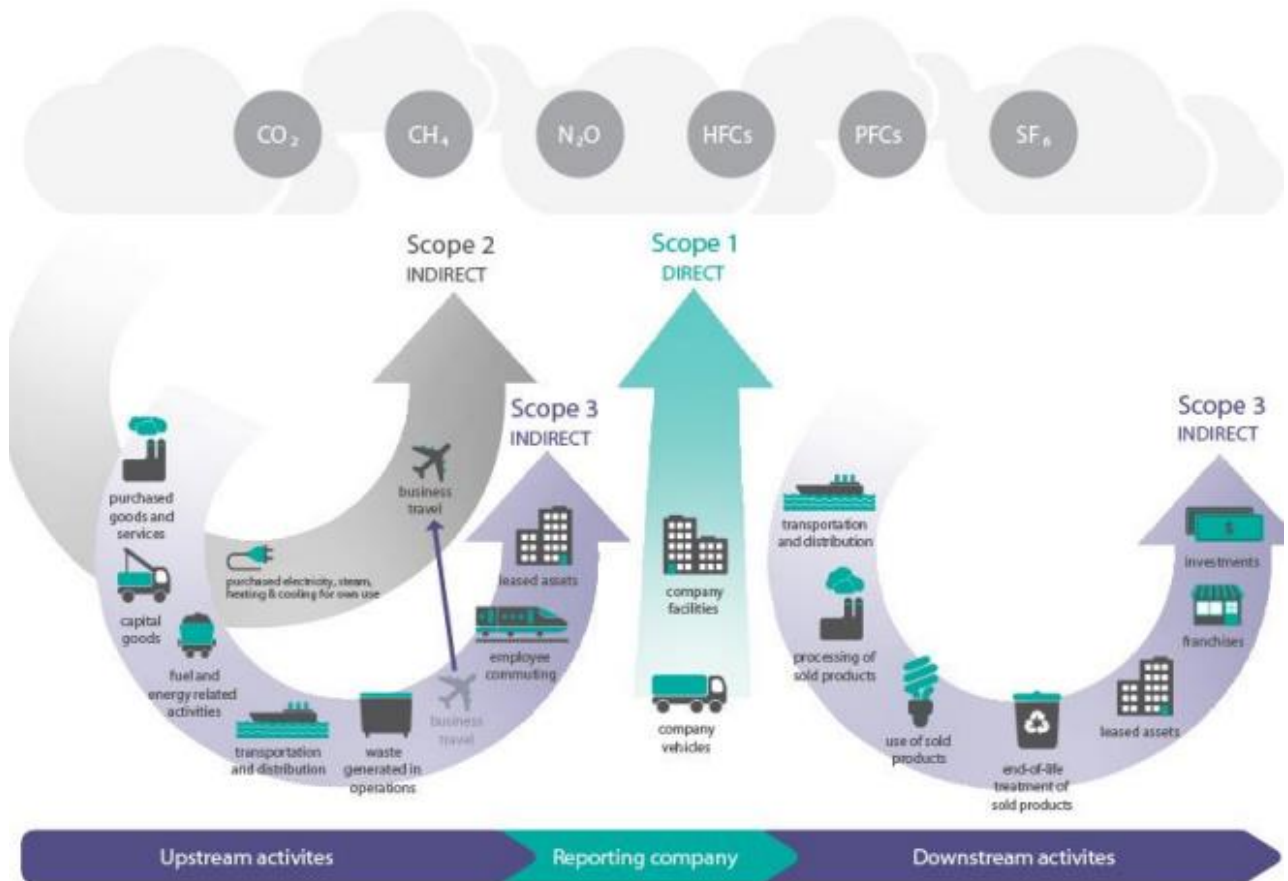 CO₂
CH₄
N₂O
HFCs
PFCs
SF₆
Scope 2
INDIRECT
Scope 1
DIRECT
Scope 3
INDIRECT
Scope 3
INDIRECT
purchased
goods and
services
capital
goods
fuel and
energy related
activities
purchased electricity, steam,
heating & cooling for own use
transportation
and distribution
waste
generated in
operations
business
travel
business
travel
employee
commuting
leased assets
company
facilities
company
vehicles
transportation
and distribution
processing of
sold products
use of sold
products
end-of-life
treatment of
sold products
leased assets
franchises
$
investments
Upstream activites
Reporting company
Downstream activites